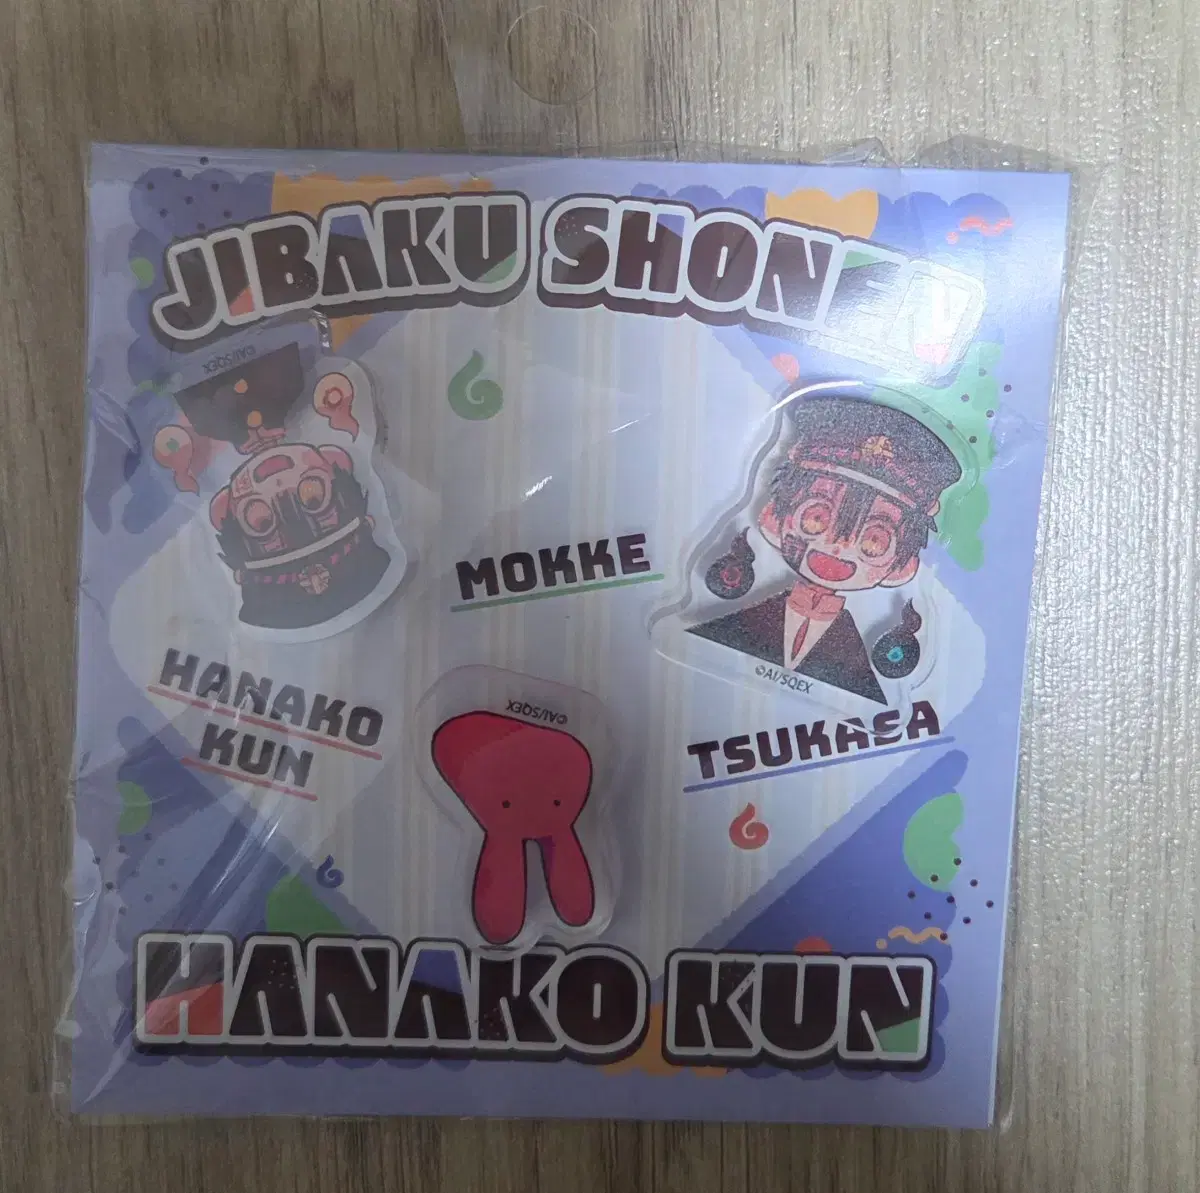 JIBAKU SHONEN
©AI/SQEX
MOKKE
©AI/SQEX
HANAKO
KUN
©AI/SQEX
TSUKASA
HANAKO KUN